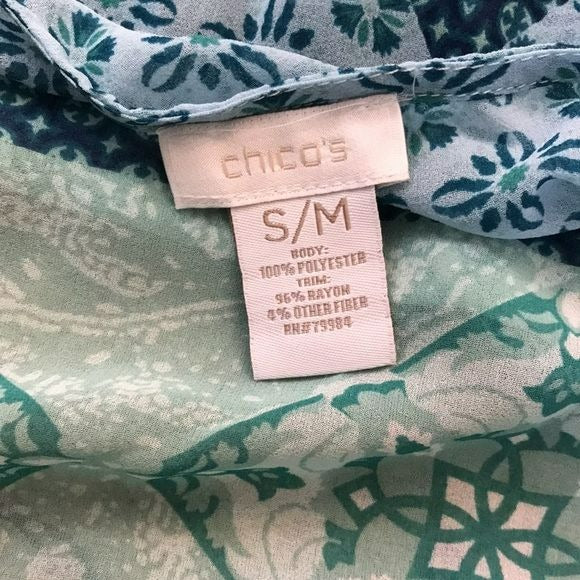 chico's
S/M
BODY:
100% POLYESTER
TRIM:
96% RAYON
4% OTHER FIBER
RN#79984